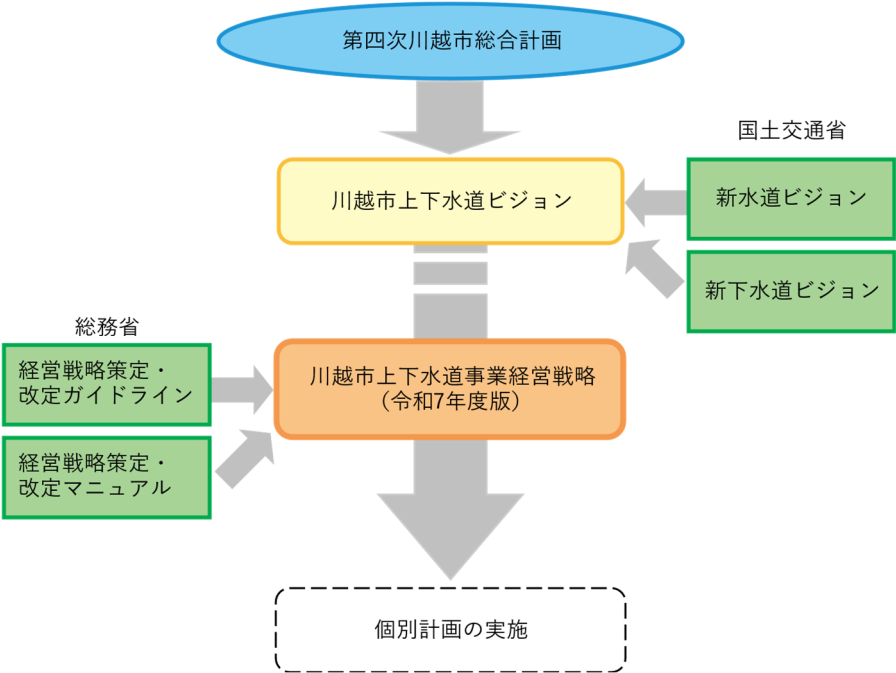 第四次川越市総合計画
国土交通省
川越市上下水道ビジョン
新水道ビジョン
新下水道ビジョン
総務省
経営戦略策定・
改定ガイドライン
川越市上下水道事業経営戦略
（令和7年度版）
経営戦略策定・
改定マニュアル
個別計画の実施